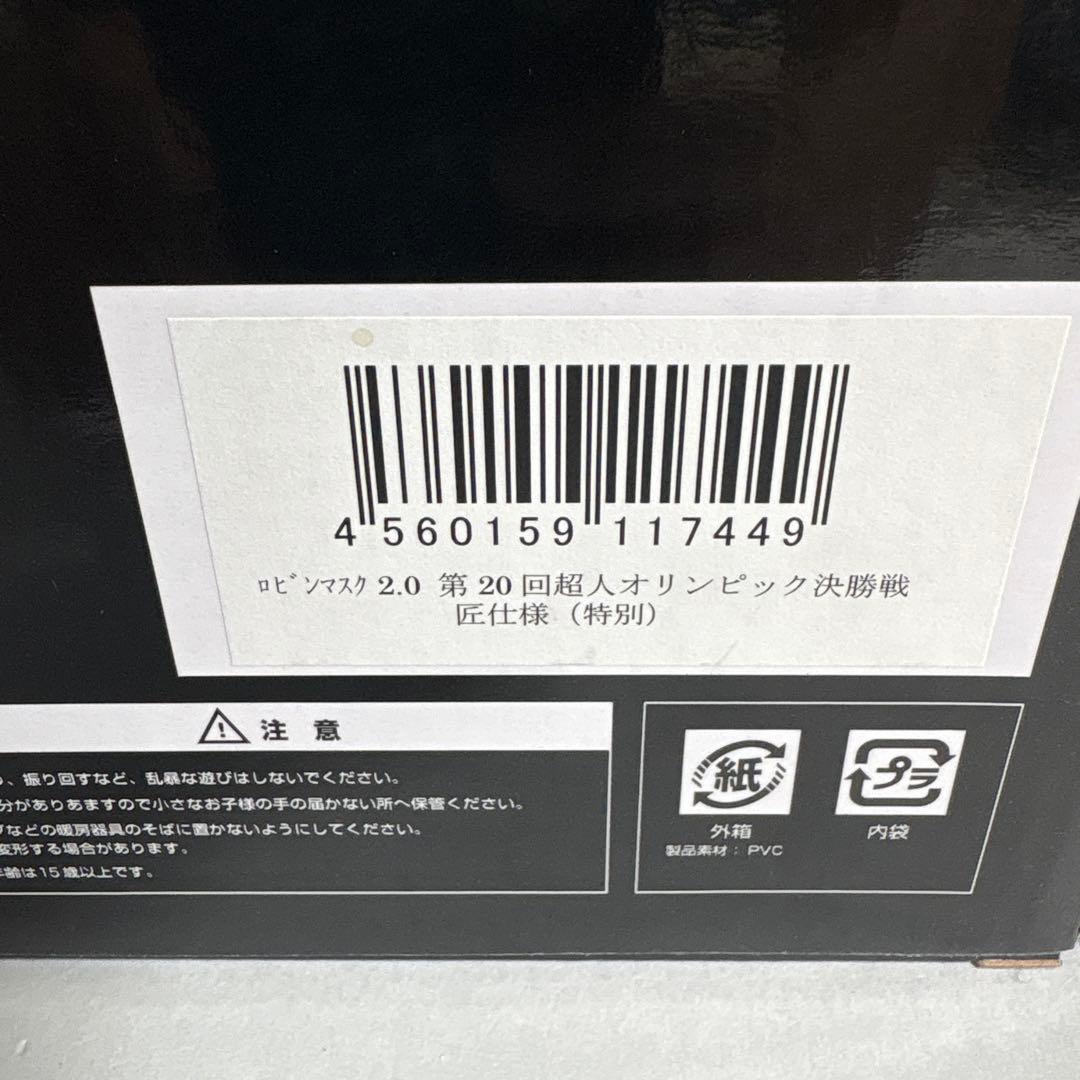 4 560159 117449
ﾛﾋﾞﾝﾏｽｸ 2.0 第 20 回超人オリンピック決勝戦
匠仕様（特別）
注 意
、振り回すなど、乱暴な遊びはしないでください。
分がありあますので小さなお子様の手の届かない所へ保管ください。
などの暖房器具のそばに置かないようにしてください。
変形する場合があります。
年齢は15歳以上です。
紙
プラ
外箱
内袋
製品素材：PVC